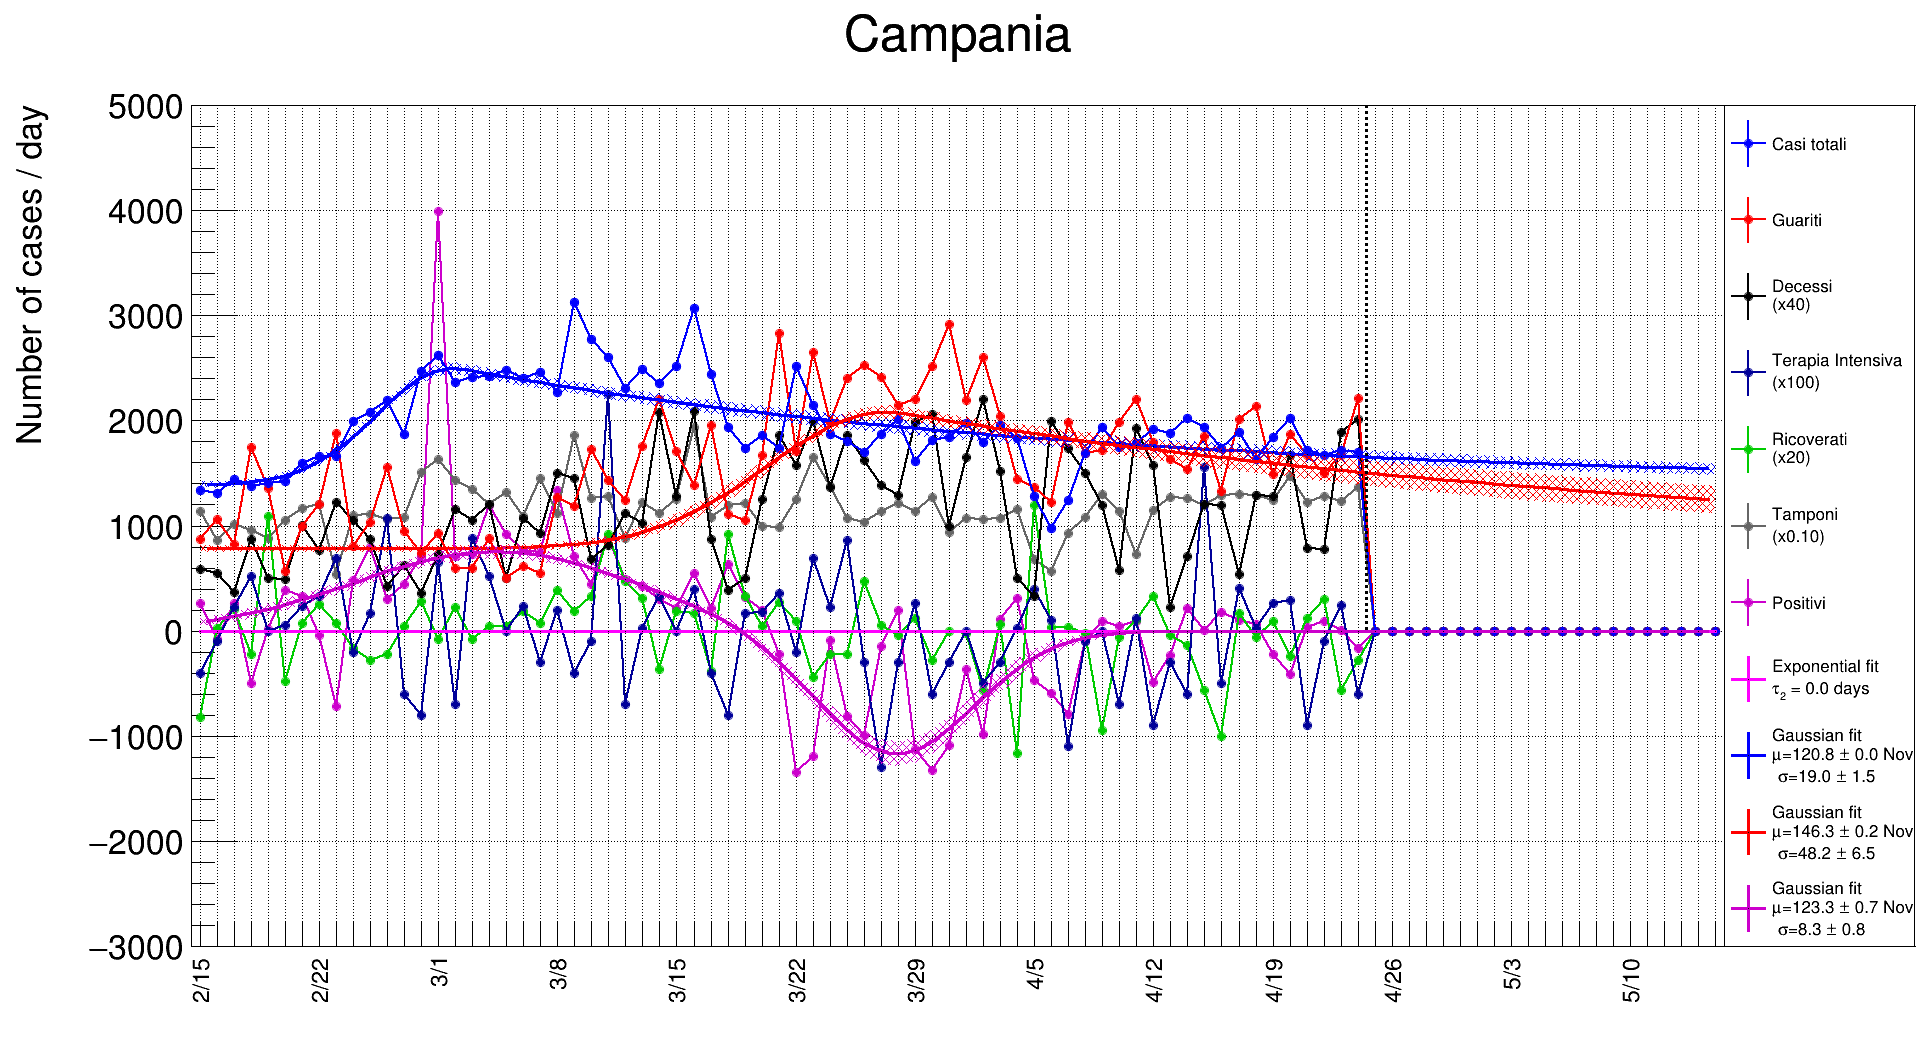 Campania
Number of cases / day
5000
4000
3000
2000
1000
0
−1000
−2000
−3000
2/15
2/22
3/1
3/8
3/15
3/22
3/29
4/5
4/12
4/19
4/26
5/3
5/10
Casi totali
Guariti
Decessi
(x40)
Terapia Intensiva
(x100)
Ricoverati
(x20)
Tamponi
(x0.10)
Positivi
Exponential fit
τ2 = 0.0 days
Gaussian fit
μ=120.8 ± 0.0 Nov
σ=19.0 ± 1.5
Gaussian fit
μ=146.3 ± 0.2 Nov
σ=48.2 ± 6.5
Gaussian fit
μ=123.3 ± 0.7 Nov
σ=8.3 ± 0.8